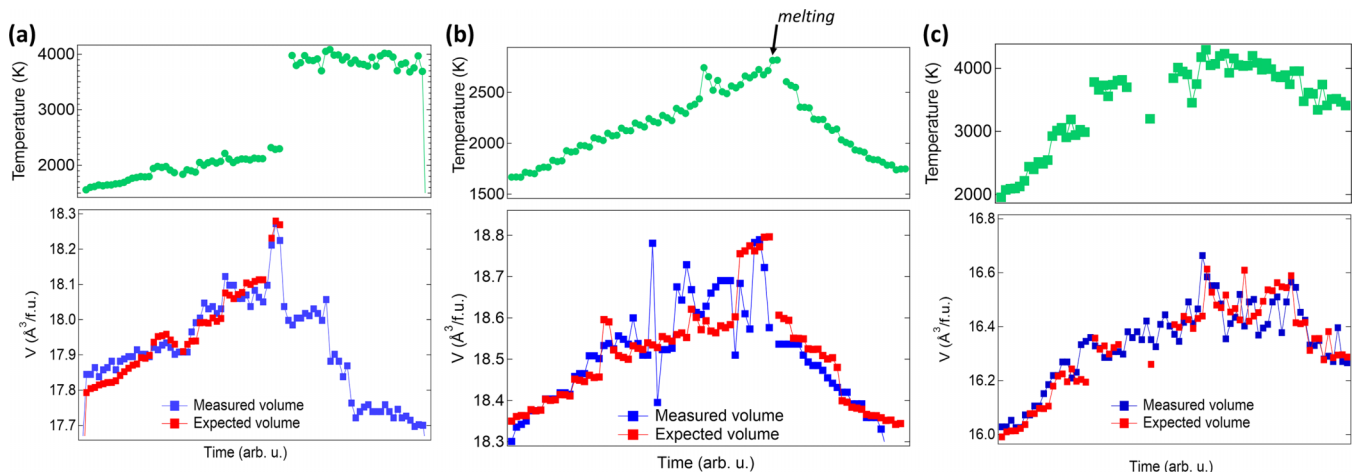 (a)
Temperature (K)
4000
3000
2000
V (Å³/f.u.)
18.3
18.2
18.1
18.0
17.9
17.8
17.7
Measured volume
Expected volume
Time (arb. u.)
(b)
melting
Temperature (K)
2500
2000
1500
V (Å³/f.u.)
18.8
18.7
18.6
18.5
18.4
18.3
Measured volume
Expected volume
Time (arb. u.)
(c)
Temperature (K)
4000
3000
2000
V (Å³/f.u.)
16.8
16.6
16.4
16.2
16.0
Measured volume
Expected volume
Time (arb. u.)